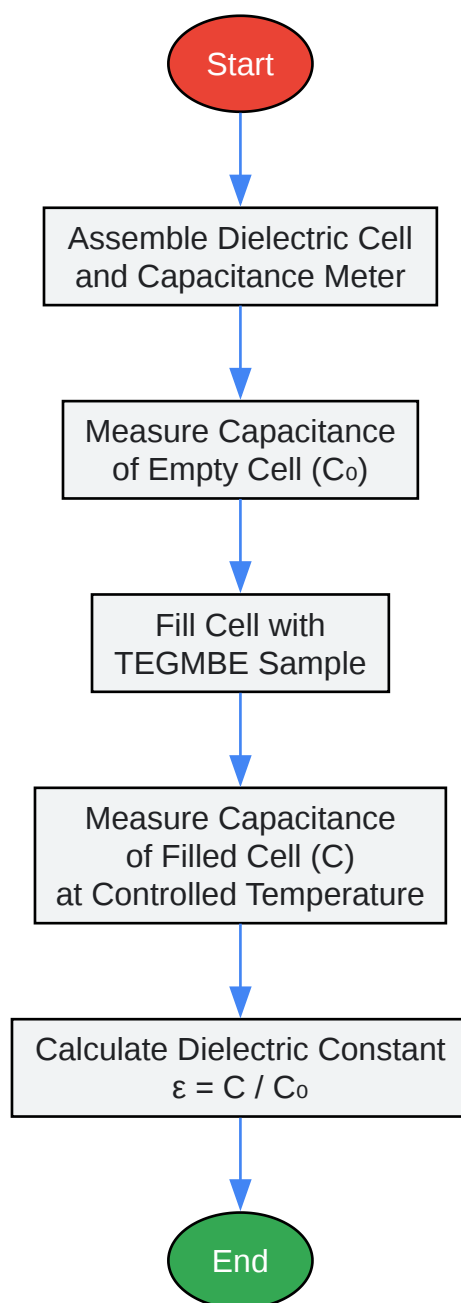 Start
Assemble Dielectric Cell
and Capacitance Meter
Measure Capacitance
of Empty Cell (C₀)
Fill Cell with
TEGMBE Sample
Measure Capacitance
of Filled Cell (C)
at Controlled Temperature
Calculate Dielectric Constant
ε = C / C₀
End